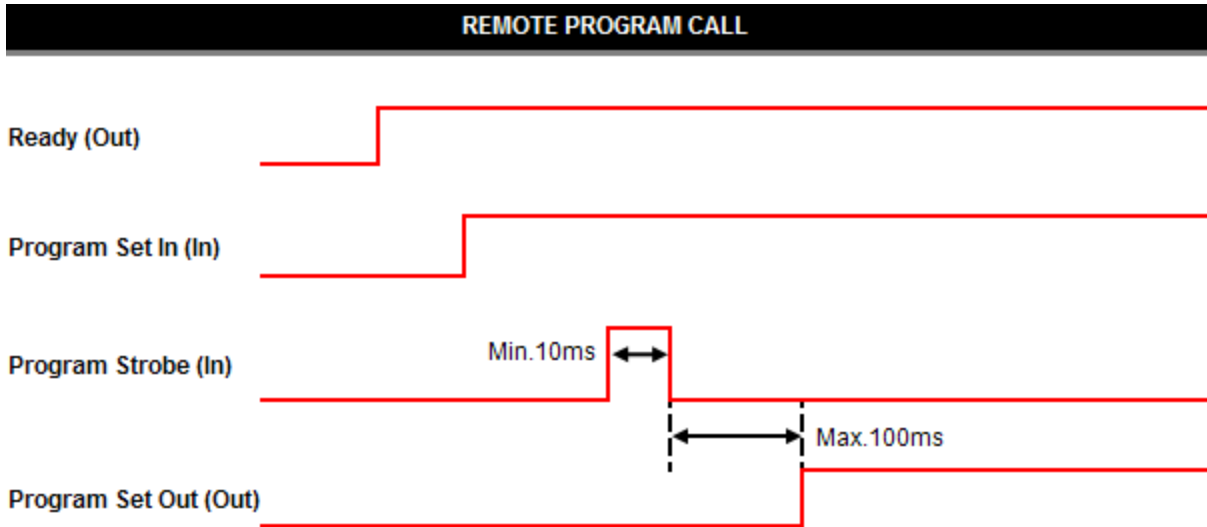 REMOTE PROGRAM CALL
Ready (Out)
Program Set In (In)
Min.10ms
Program Strobe (In)
Max.100ms
Program Set Out (Out)